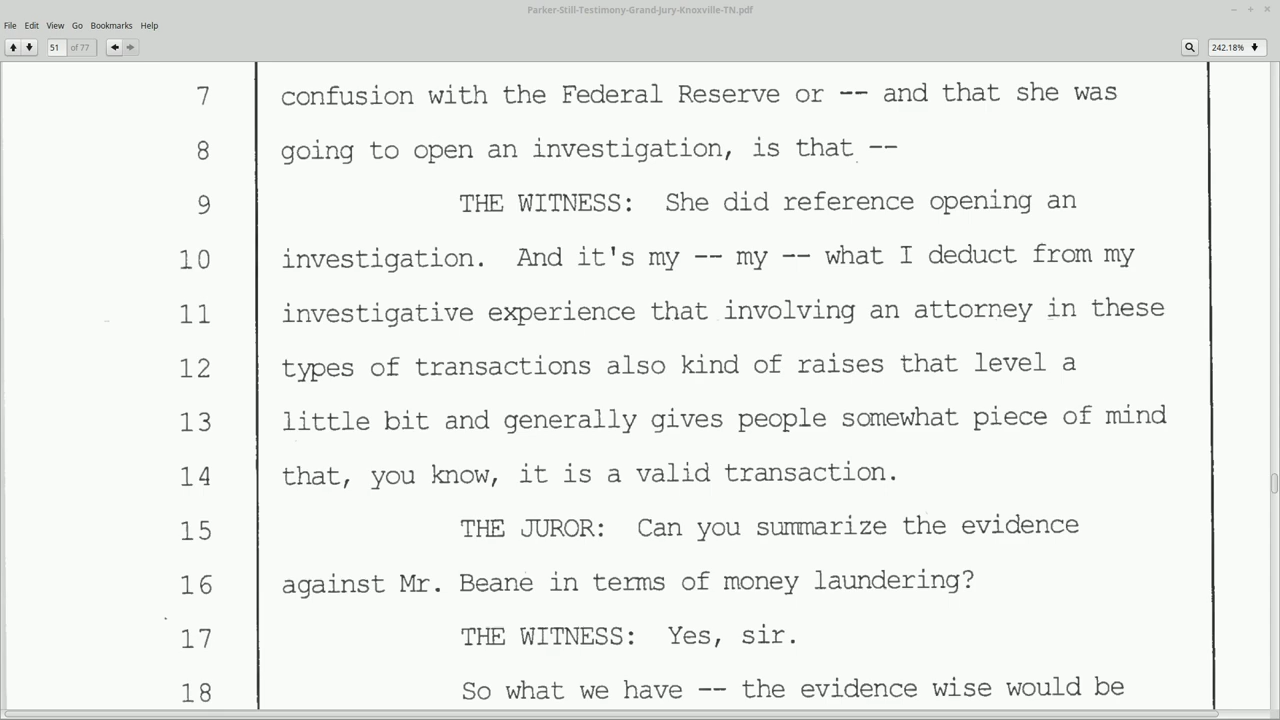 Parker-Still-Testimony-Grand-Jury-Knoxville-TN.pdf
File Edit View Go Bookmarks Help
51 of 77 242.18%
7 confusion with the Federal Reserve or -- and that she was
8 going to open an investigation, is that --
9 THE WITNESS: She did reference opening an
10 investigation. And it's my -- my -- what I deduct from my
11 investigative experience that involving an attorney in these
12 types of transactions also kind of raises that level a
13 little bit and generally gives people somewhat piece of mind
14 that, you know, it is a valid transaction.
15 THE JUROR: Can you summarize the evidence
16 against Mr. Beane in terms of money laundering?
17 THE WITNESS: Yes, sir.
18 So what we have -- the evidence wise would be